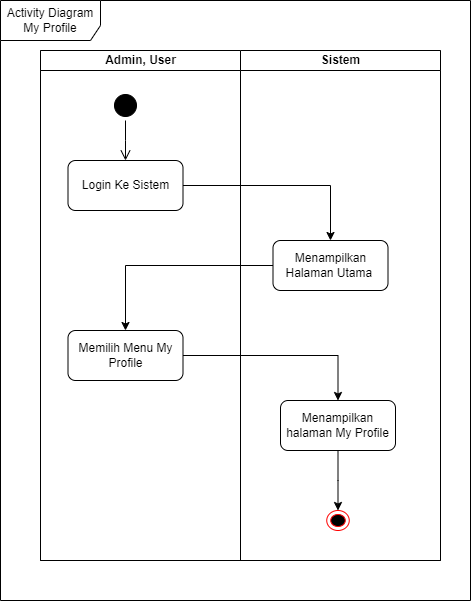 Activity Diagram
My Profile
Admin, User
Sistem
Login Ke Sistem
Menampilkan
Halaman Utama
Memilih Menu My
Profile
Menampilkan
halaman My Profile